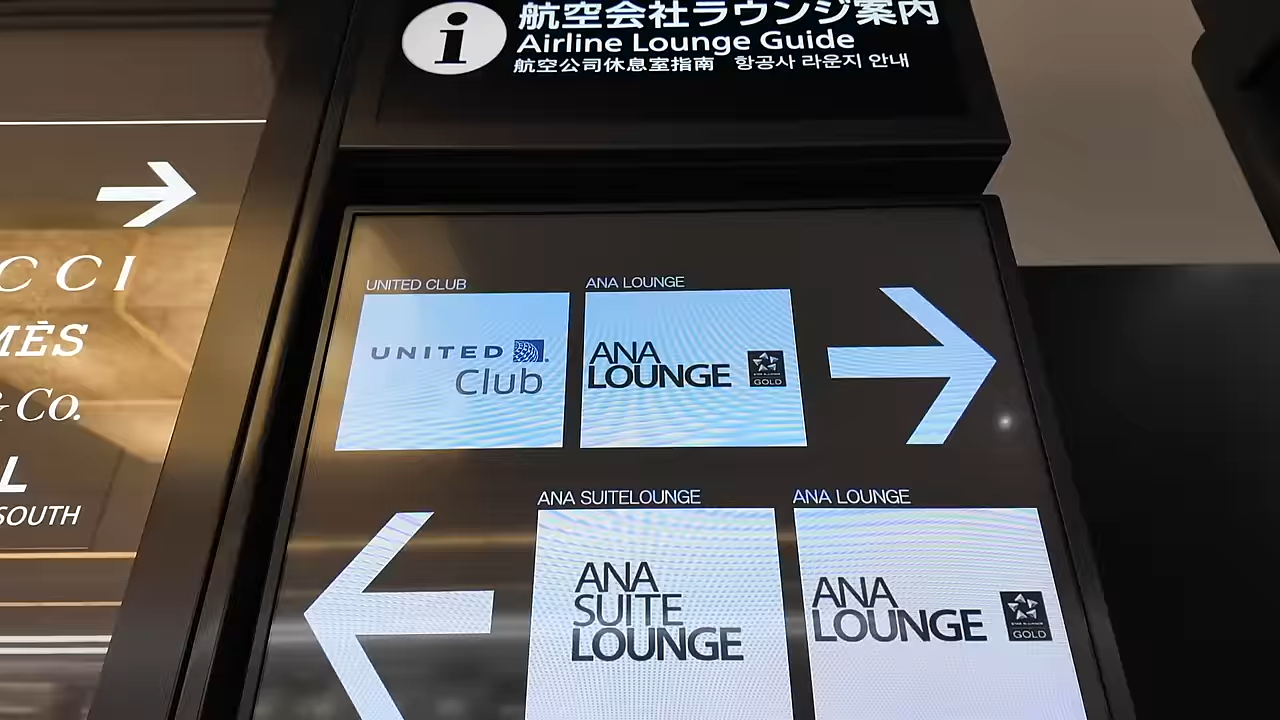 航空会社ラウンジ案内
Airline Lounge Guide
航空公司休息室指南 항공사 라운지 안내
CCI
MÈS
& Co.
L
SOUTH
UNITED CLUB
UNITED
Club
ANA LOUNGE
ANA
LOUNGE
GOLD
ANA SUITELOUNGE
ANA
SUITE
LOUNGE
ANA LOUNGE
ANA
LOUNGE
GOLD